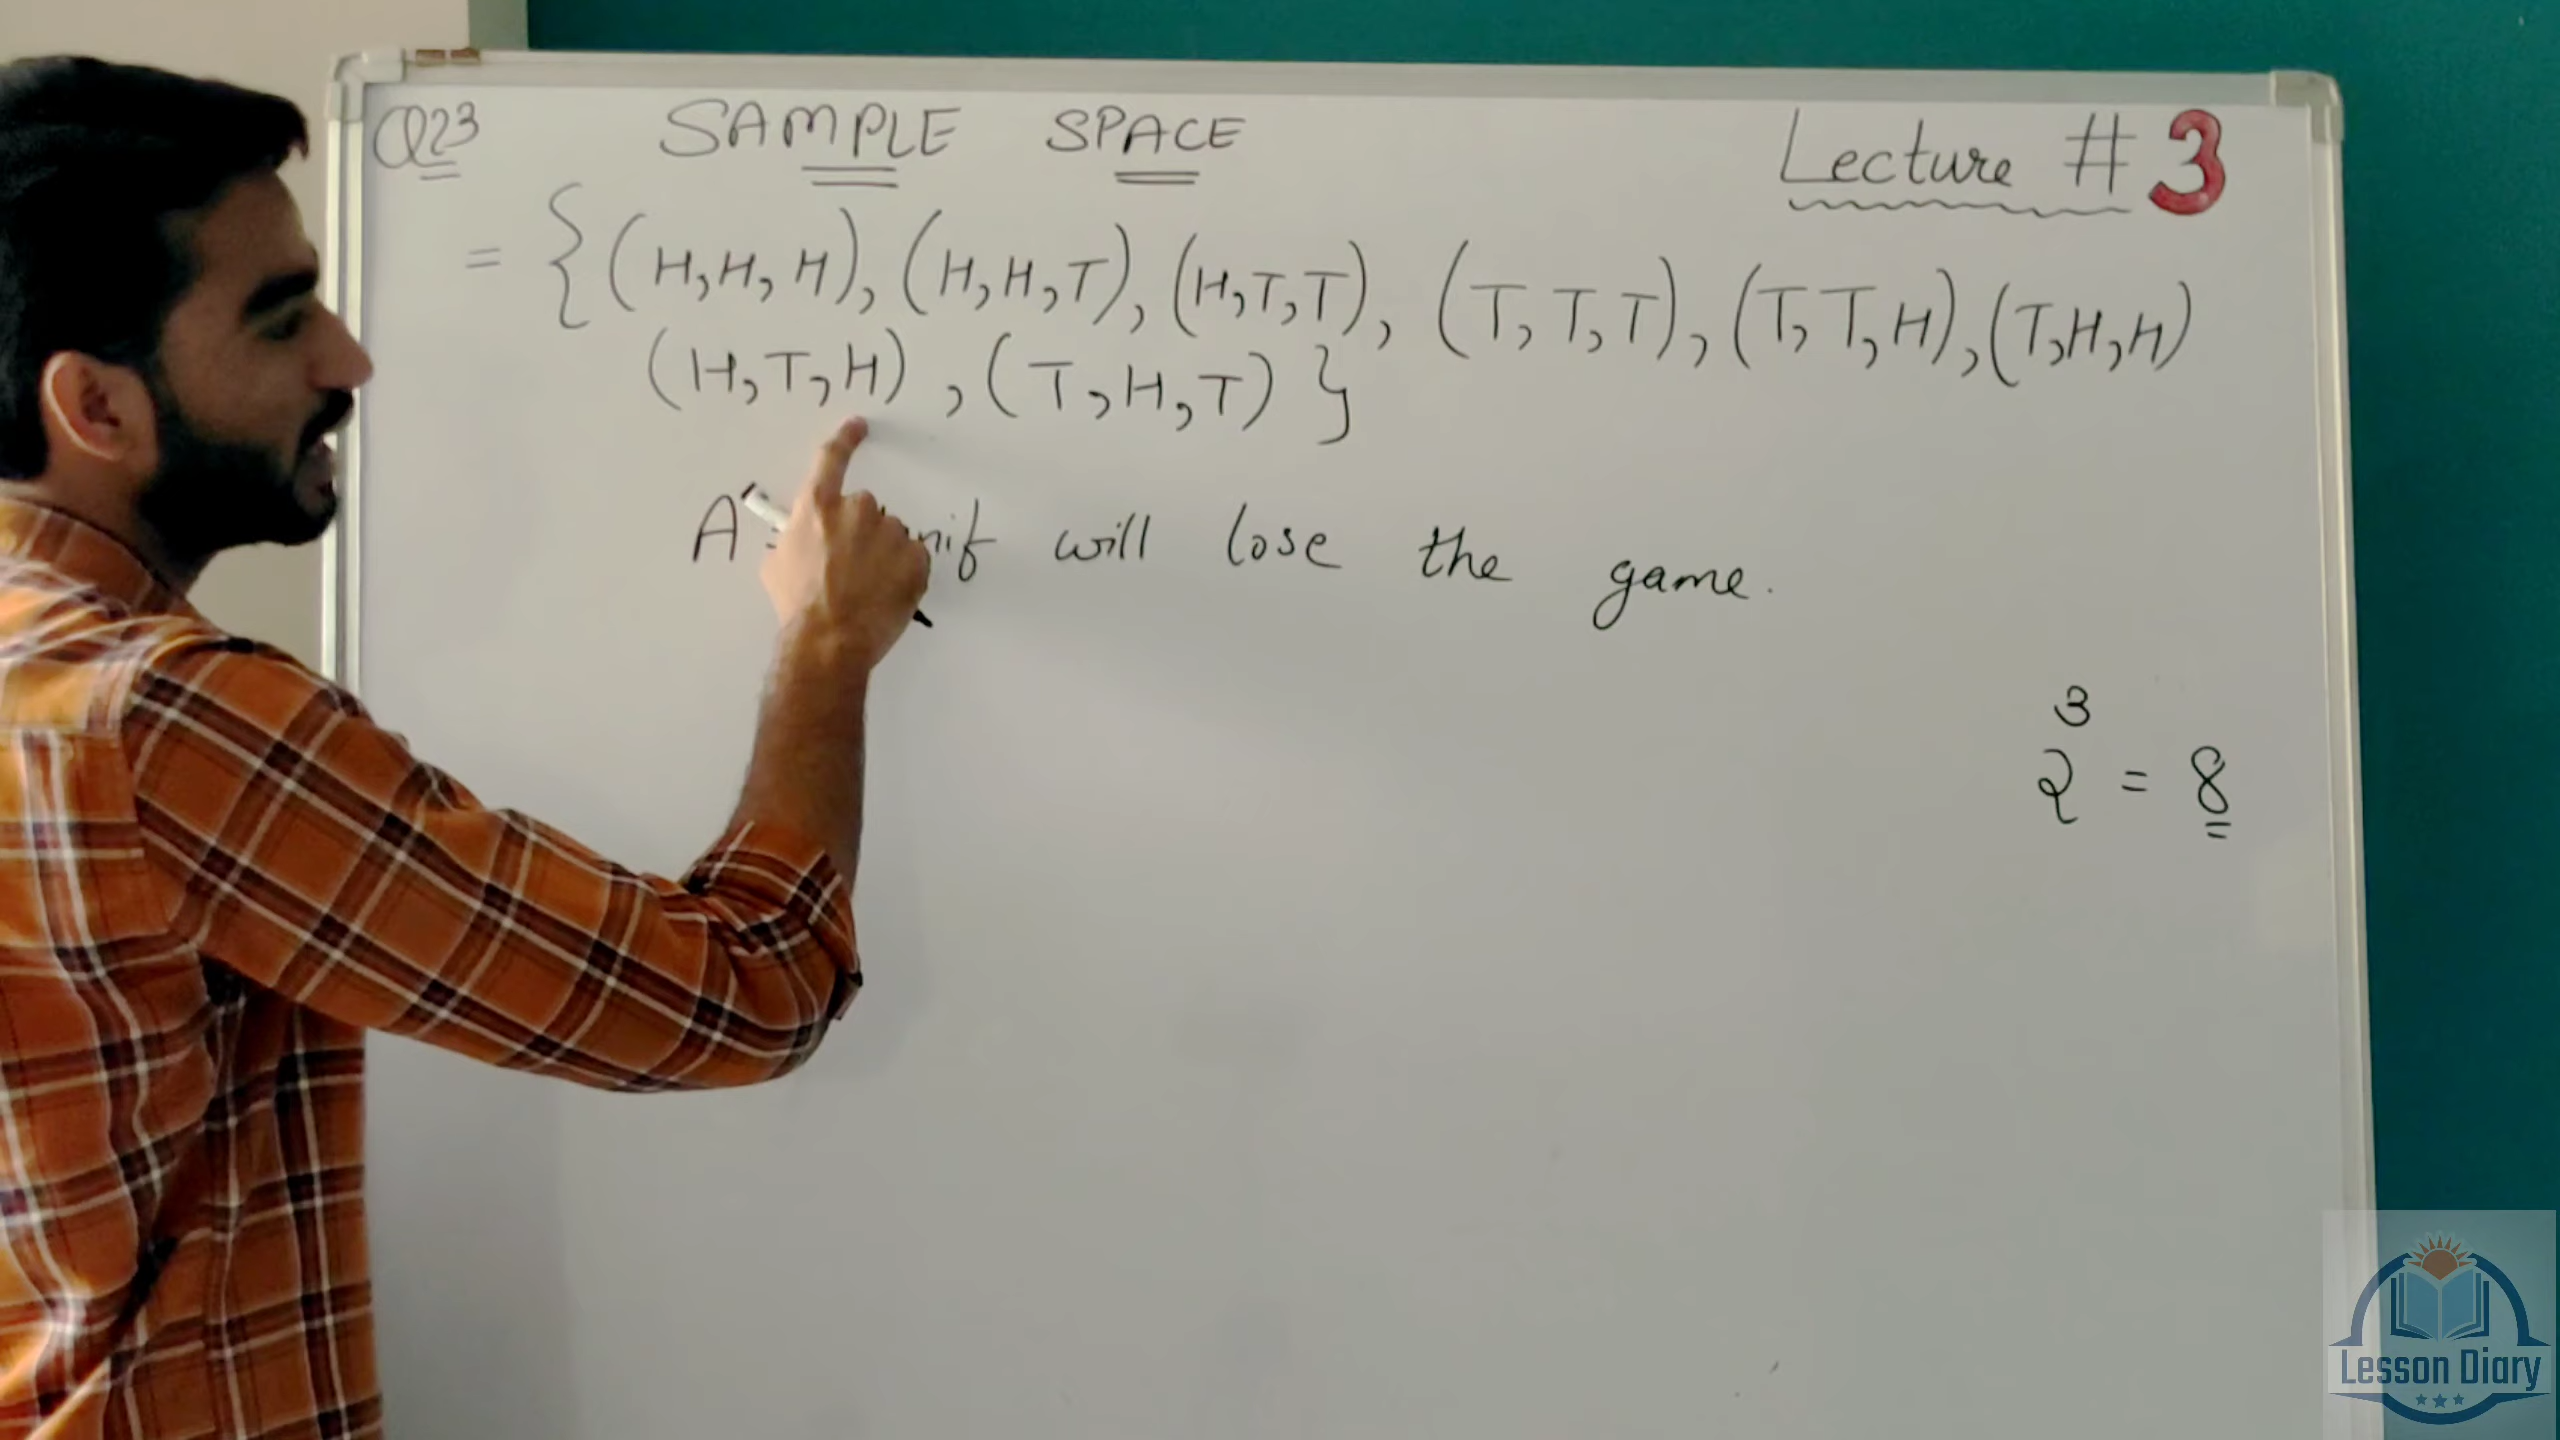 Q23 SAMPLE SPACE Lecture # 3
= {(H,H,H),(H,H,T),(H,T,T),(T,T,T),(T,T,H),(T,H,H)
(H,T,H),(T,H,T)}
A = will lose the game.
2³ = 8
Lesson Diary